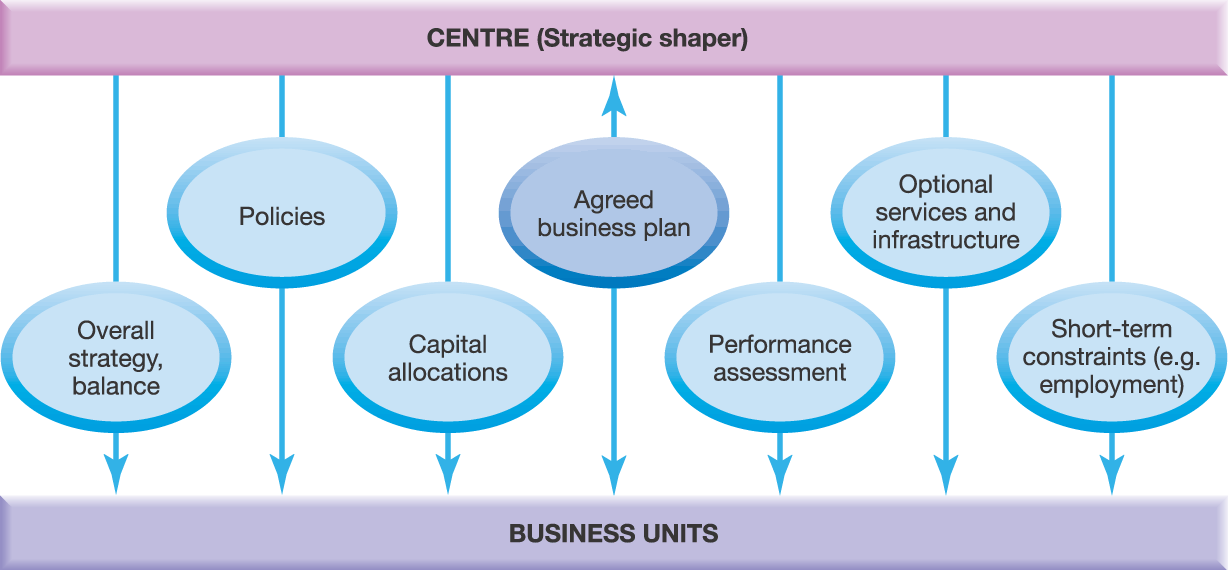 CENTRE (Strategic shaper)
Policies
Agreed
business plan
Optional
services and
infrastructure
Overall
strategy,
balance
Capital
allocations
Performance
assessment
Short-term
constraints (e.g.
employment)
BUSINESS UNITS